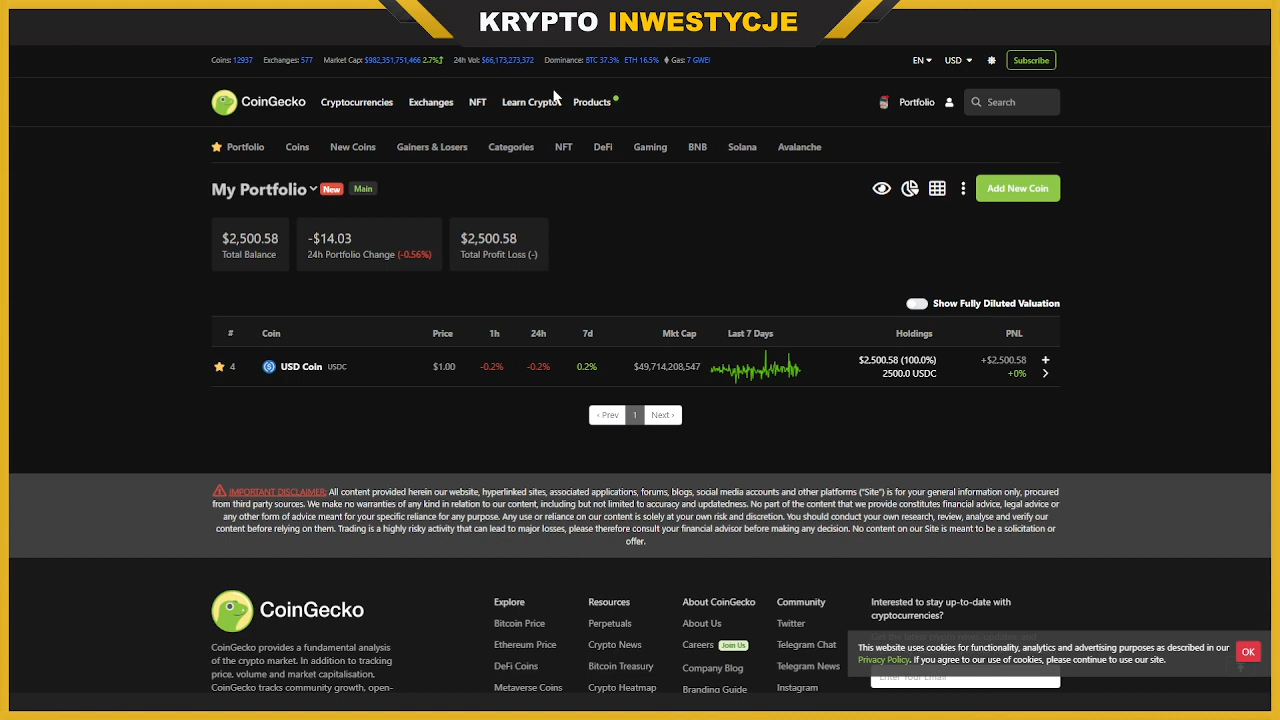 KRYPTO INWESTYCJE
Coins: 12937 Exchanges: 577 Market Cap: $982,351,751,466 2.7% 24h Vol: $66,173,273,372 Dominance: BTC 37.3% ETH 16.5% Gas: 7 GWEI EN USD Subscribe
CoinGecko Cryptocurrencies Exchanges NFT Learn Crypto Products Portfolio Search
Portfolio Coins New Coins Gainers & Losers Categories NFT DeFi Gaming BNB Solana Avalanche
My Portfolio New Main Add New Coin
$2,500.58 -$14.03 $2,500.58
Total Balance 24h Portfolio Change (-0.56%) Total Profit Loss (-)
Show Fully Diluted Valuation
# Coin Price 1h 24h 7d Mkt Cap Last 7 Days Holdings PNL
4 USD Coin USDC $1.00 -0.2% -0.2% 0.2% $49,714,208,547 $2,500.58 (100.0%) +$2,500.58 +
2500.0 USDC +0%
‹ Prev 1 Next ›
IMPORTANT DISCLAIMER: All content provided herein our website, hyperlinked sites, associated applications, forums, blogs, social media accounts and other platforms ("Site") is for your general information only, procured
from third party sources. We make no warranties of any kind in relation to our content, including but not limited to accuracy and updatedness. No part of the content that we provide constitutes financial advice, legal advice or
any other form of advice meant for your specific reliance for any purpose. Any use or reliance on our content is solely at your own risk and discretion. You should conduct your own research, review, analyse and verify our
content before relying on them. Trading is a highly risky activity that can lead to major losses, please therefore consult your financial advisor before making any decision. No content on our Site is meant to be a solicitation or
offer.
CoinGecko
CoinGecko provides a fundamental analysis
of the crypto market. In addition to tracking
price, volume and market capitalisation,
CoinGecko tracks community growth, open-
Explore
Bitcoin Price
Ethereum Price
DeFi Coins
Metaverse Coins
Resources
Perpetuals
Crypto News
Bitcoin Treasury
Crypto Heatmap
About CoinGecko
About Us
Careers Join Us
Company Blog
Branding Guide
Community
Twitter
Telegram Chat
Telegram News
Instagram
Interested to stay up-to-date with
cryptocurrencies?
This website uses cookies for functionality, analytics and advertising purposes as described in our
Privacy Policy. If you agree to our use of cookies, please continue to use our site.
OK
Enter Your Email